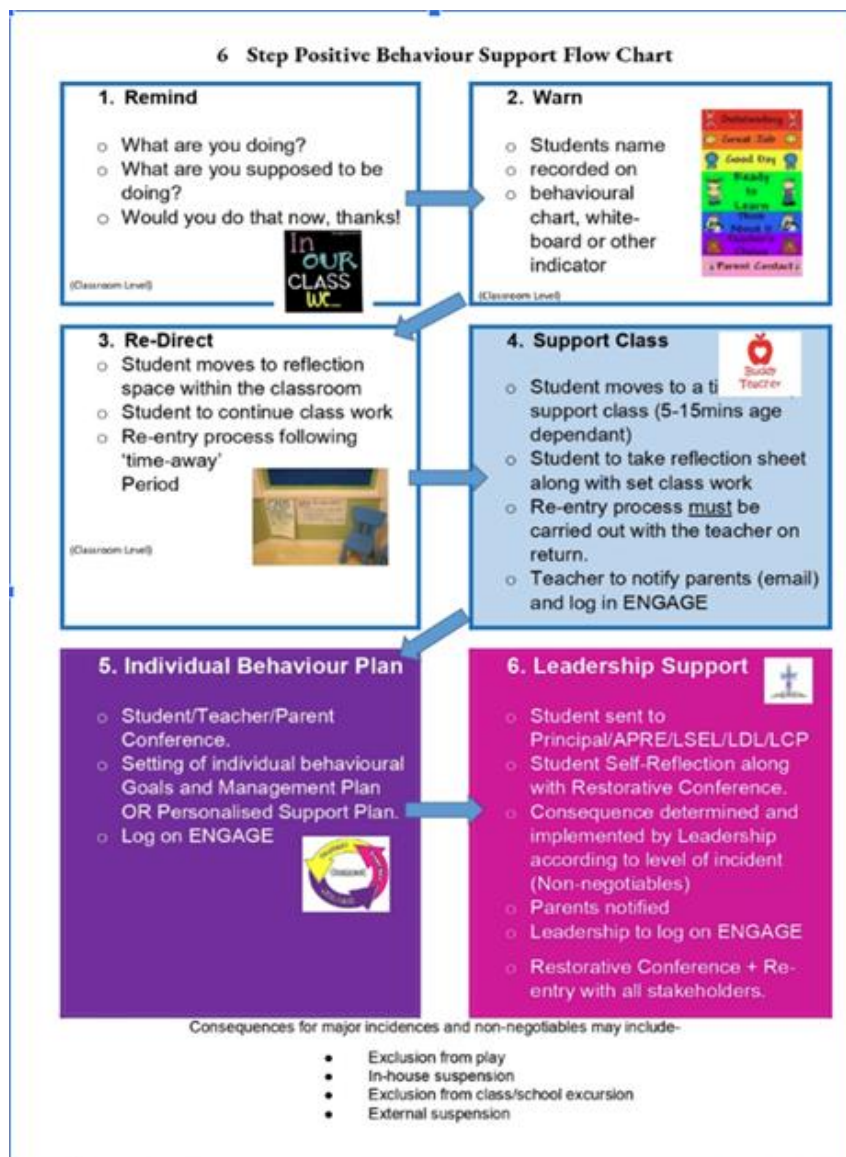 6 Step Positive Behaviour Support Flow Chart
1. Remind
○ What are you doing?
○ What are you supposed to be
doing?
○ Would you do that now, thanks!
In
OUR
CLASS
we...
(Classroom Level)
2. Warn
○ Students name
○ recorded on
○ behavioural
chart, white-
board or other
indicator
Outstanding
Great Job
Good Day
Ready
to
Learn
Think
About it
Parent Contact
(Classroom Level)
3. Re-Direct
○ Student moves to reflection
space within the classroom
○ Student to continue class work
○ Re-entry process following
‘time-away’
Period
(Classroom Level)
4. Support Class
Buddy
Teacher
○ Student moves to a
support class (5-15mins age
dependant)
○ Student to take reflection sheet
along with set class work
○ Re-entry process must be
carried out with the teacher on
return.
○ Teacher to notify parents (email)
and log in ENGAGE
5. Individual Behaviour Plan
○ Student/Teacher/Parent
Conference.
○ Setting of individual behavioural
Goals and Management Plan
OR Personalised Support Plan.
○ Log on ENGAGE
6. Leadership Support
○ Student sent to
Principal/APRE/LSEL/LDL/LCP
○ Student Self-Reflection along
with Restorative Conference.
○ Consequence determined and
implemented by Leadership
according to level of incident
(Non-negotiables)
○ Parents notified
○ Leadership to log on ENGAGE
○ Restorative Conference + Re-
entry with all stakeholders.
Consequences for major incidences and non-negotiables may include-
● Exclusion from play
● In-house suspension
● Exclusion from class/school excursion
● External suspension